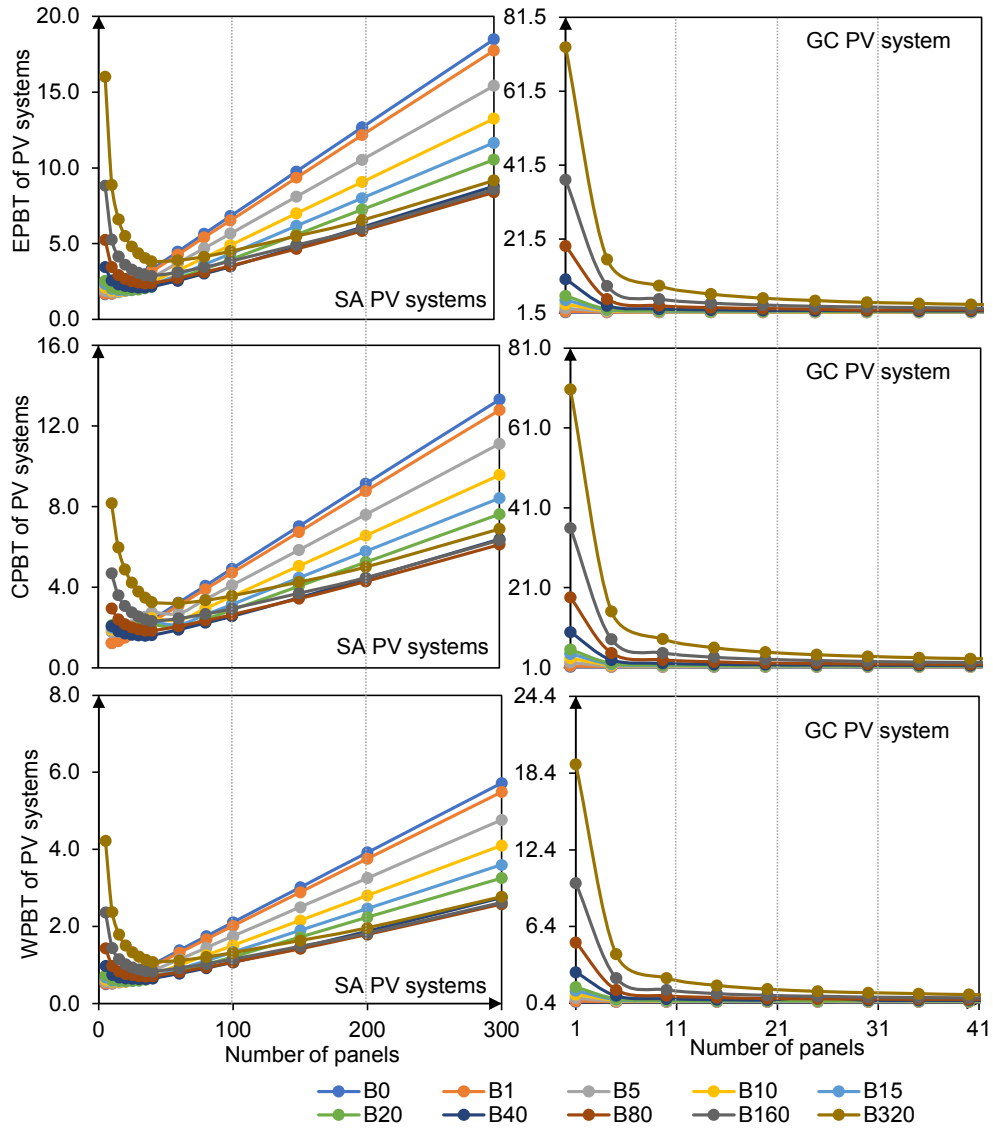 EPBT of PV systems
20.0
15.0
10.0
5.0
0.0
SA PV systems
81.5
61.5
41.5
21.5
1.5
GC PV system
CPBT of PV systems
16.0
12.0
8.0
4.0
0.0
SA PV systems
81.0
61.0
41.0
21.0
1.0
GC PV system
WPBT of PV systems
8.0
6.0
4.0
2.0
0.0
SA PV systems
0 100 200 300
Number of panels
24.4
18.4
12.4
6.4
0.4
GC PV system
1 11 21 31 41
Number of panels
B0 B1 B5 B10 B15
B20 B40 B80 B160 B320